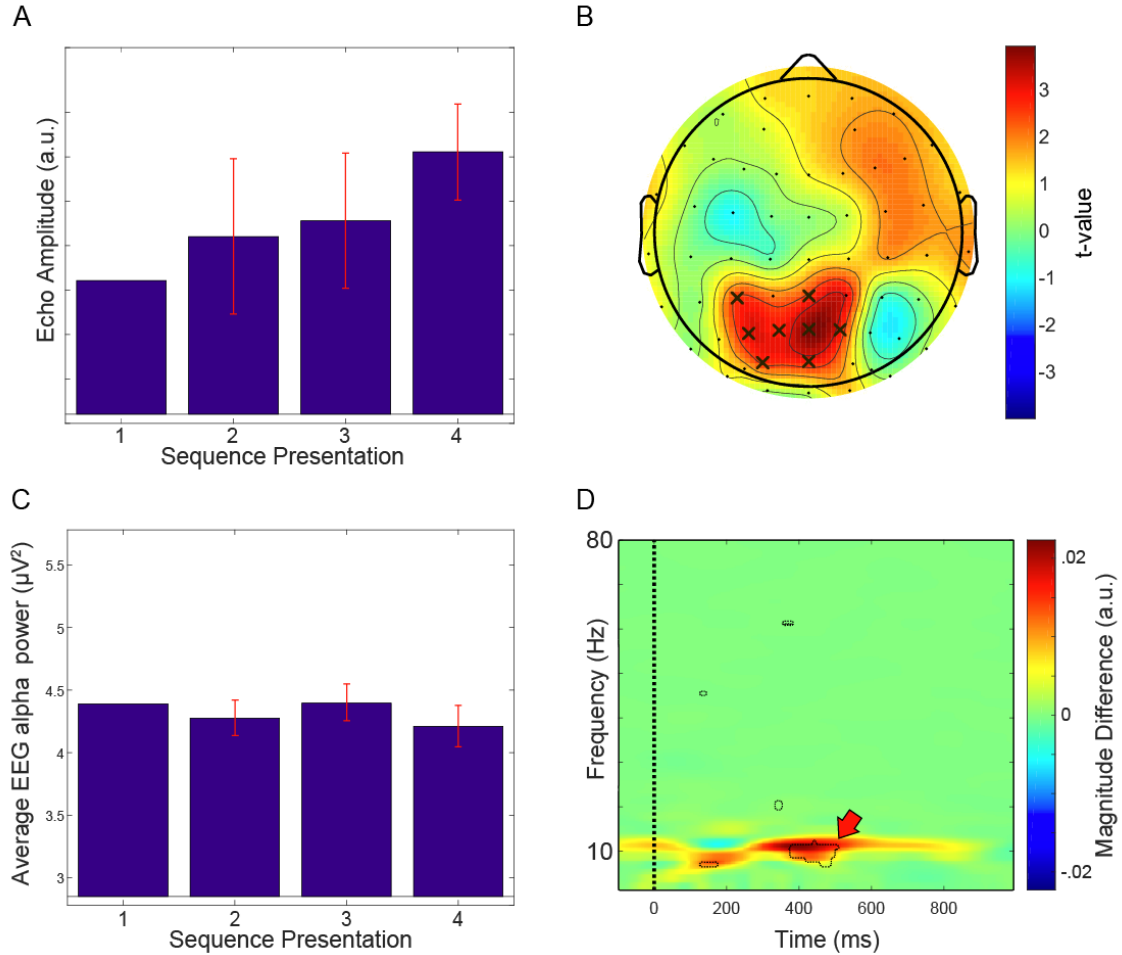 A
Echo Amplitude (a.u.)
1 2 3 4
Sequence Presentation
B
3
2
1
0
-1
-2
-3
t-value
C
Average EEG alpha power (µV²)
5.5
5
4.5
4
3.5
3
1 2 3 4
Sequence Presentation
D
80
10
Frequency (Hz)
0 200 400 600 800
Time (ms)
.02
0
-.02
Magnitude Difference (a.u.)